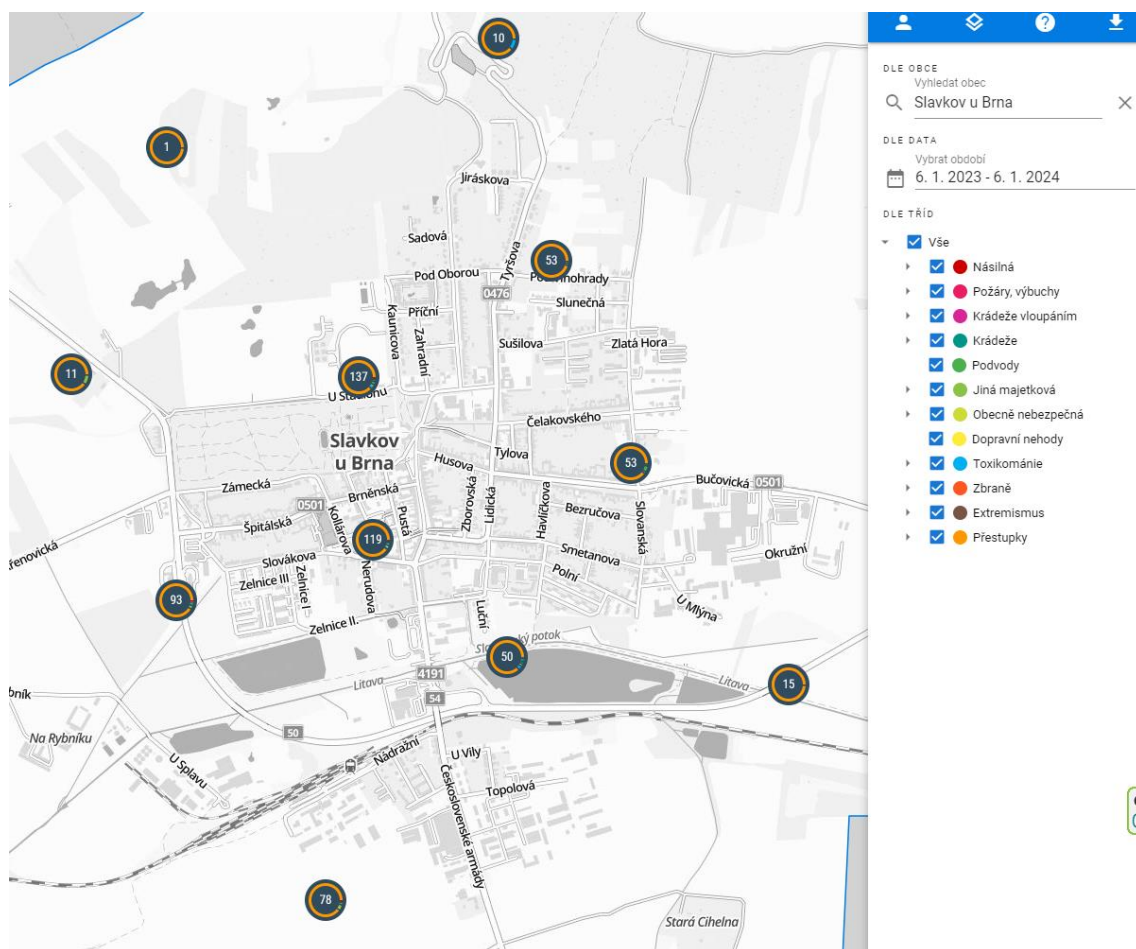 10
1
Jiráskova
Sadová
Tyršova
53
Pod Oborou
0476
Příční
Kaunicova
Zahradní
Slunečná
Sušilova
Zlatá Hora
11
137
Čelakovského
Slavkov
u Brna
Tylova
Husova
53
Bučovická
0501
Zámecká
Brněnská
0501
Kollárova
Pustá
Zborovská
Lidická
Havlíčkova
Bezručova
Slovanská
Špitálská
119
Slovákova
Nerudova
Smetanova
Okružní
Zelnice III
Zelnice I
Polní
93
Luční
U Mlýna
Zelnice II.
50
4191
Litava
Litava
15
54
Na Rybníku
50
U Splavu
Nádražní
U Vily
Topolová
Československé armády
78
Stará Cihelna
DLE OBCE
Vyhledat obec
Slavkov u Brna
DLE DATA
Vybrat období
6. 1. 2023 - 6. 1. 2024
DLE TŘÍD
Vše
Násilná
Požáry, výbuchy
Krádeže vloupáním
Krádeže
Podvody
Jiná majetková
Obecně nebezpečná
Dopravní nehody
Toxikománie
Zbraně
Extremismus
Přestupky